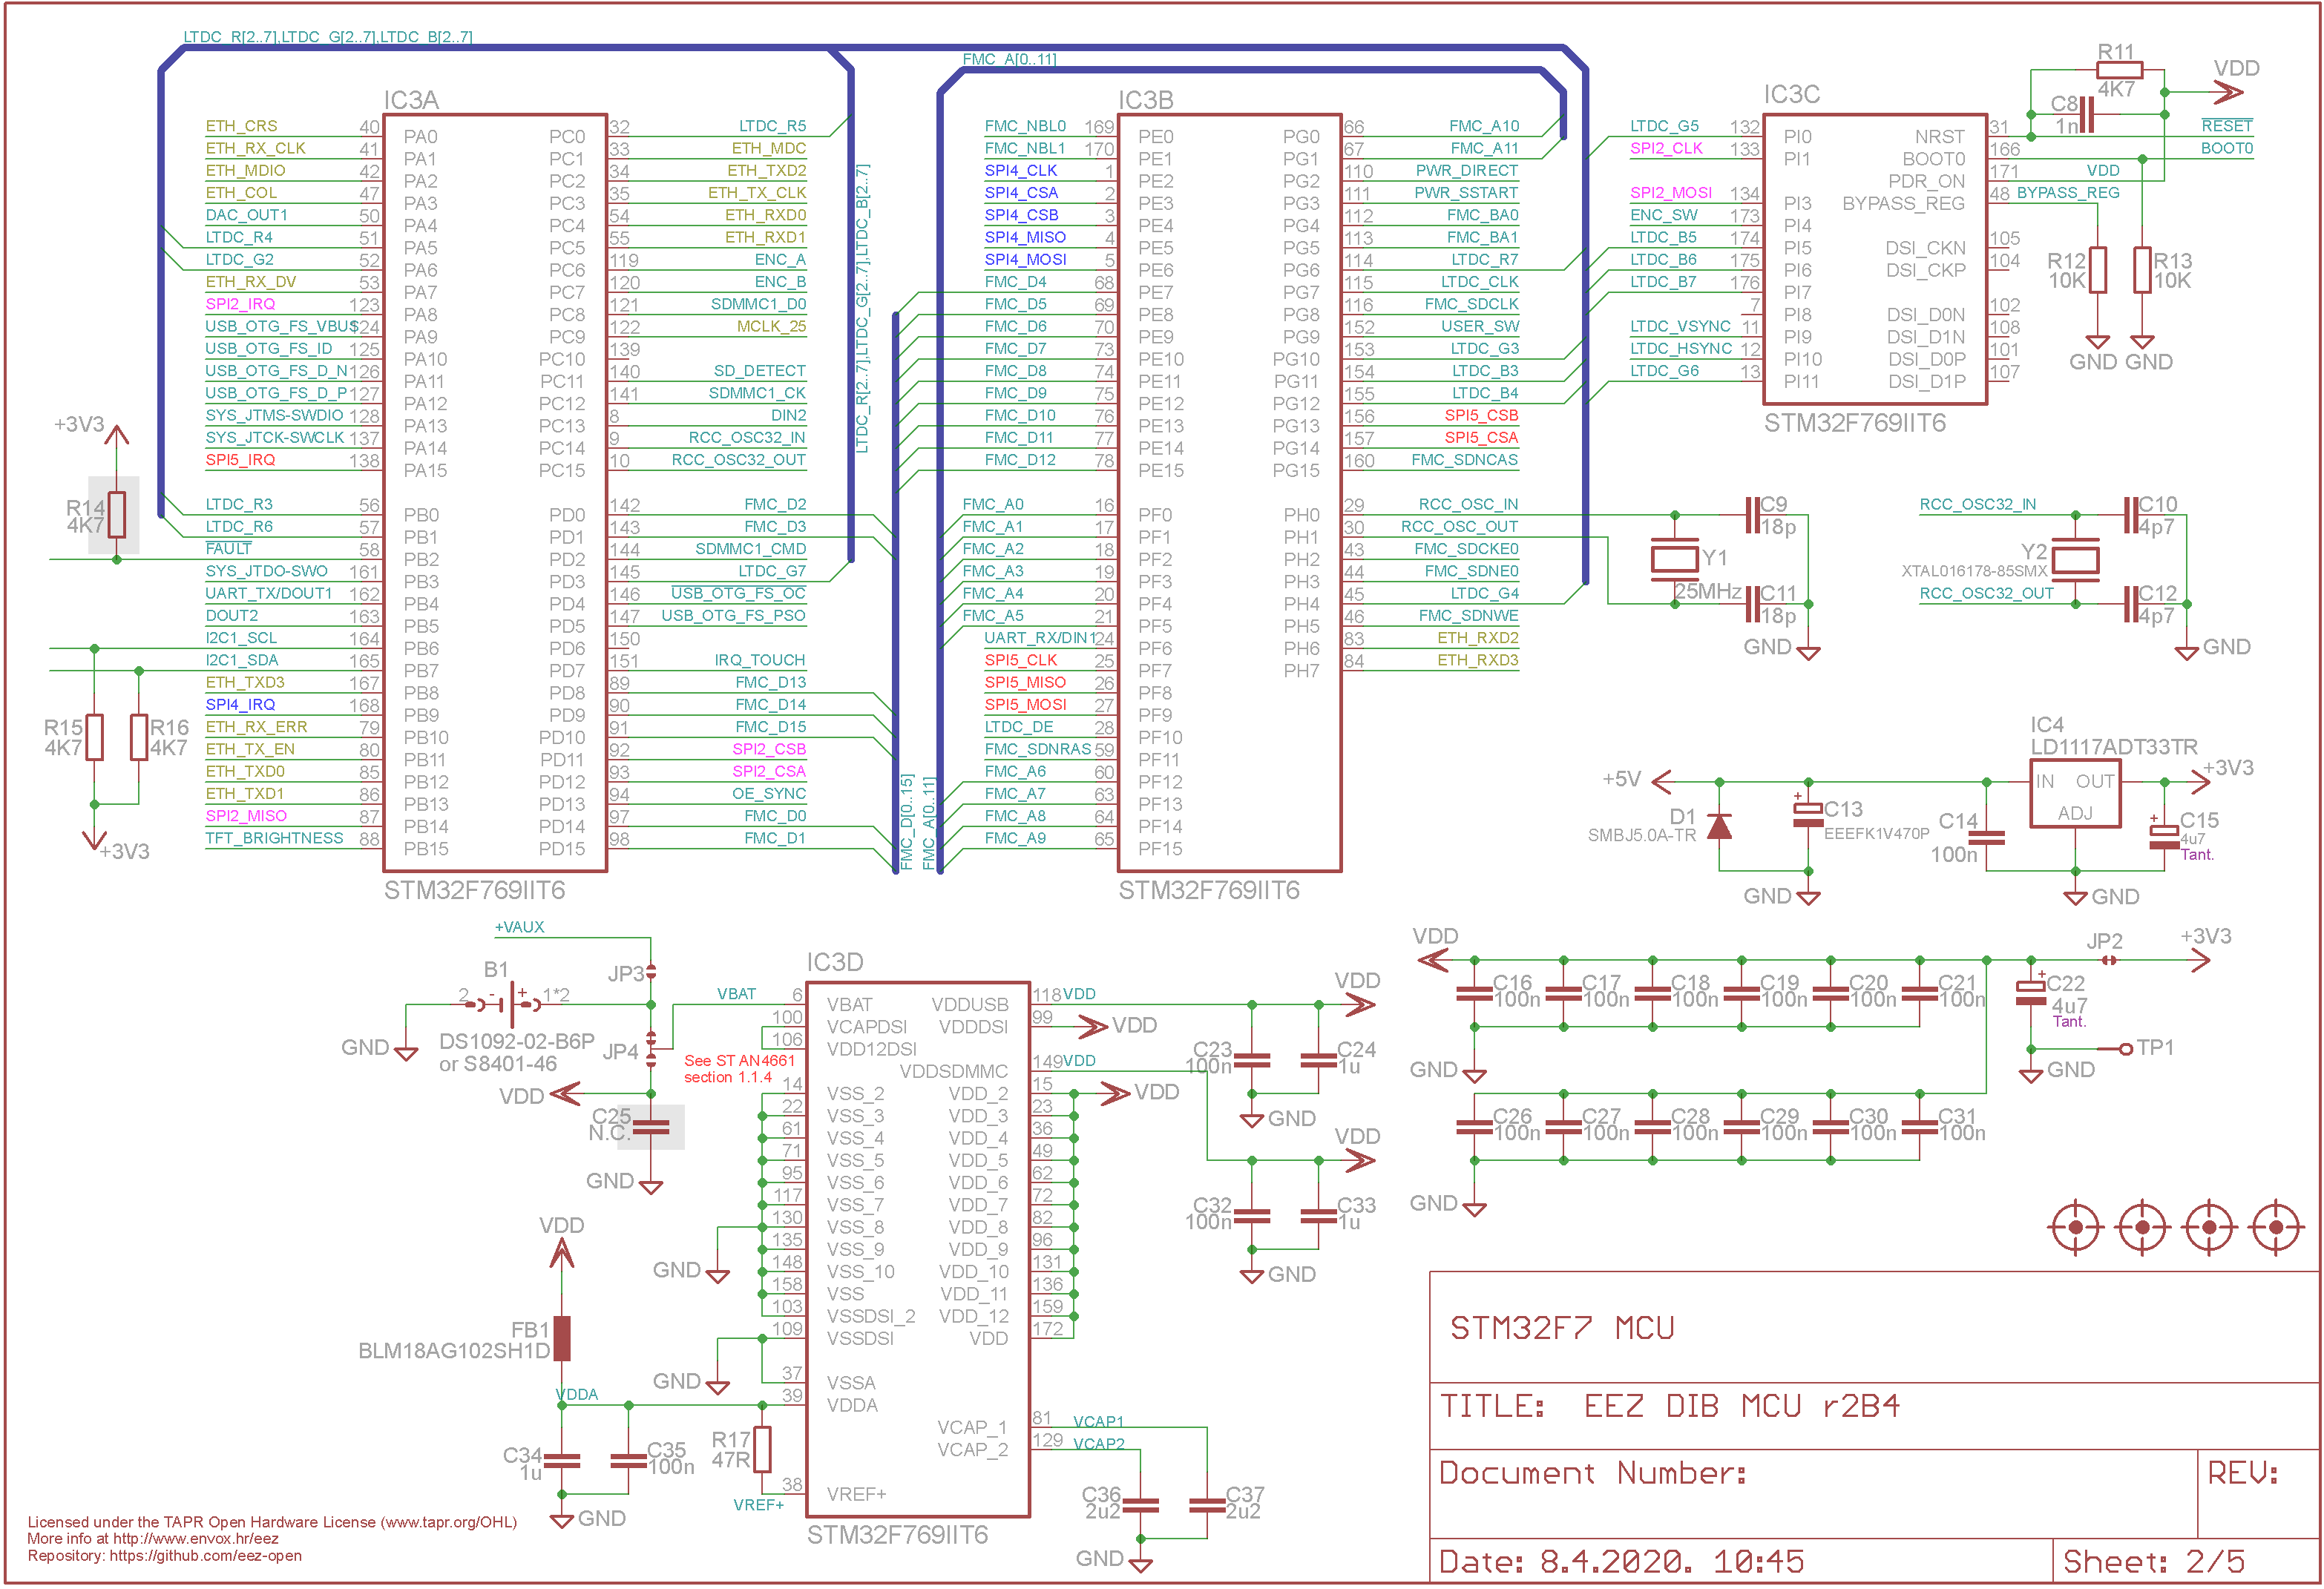 LTDC_R[2..7],LTDC_G[2..7],LTDC_B[2..7]
FMC_A[0..11]
IC3A
ETH_CRS 40 PA0
ETH_RX_CLK 41 PA1
ETH_MDIO 42 PA2
ETH_COL 47 PA3
DAC_OUT1 50 PA4
LTDC_R4 51 PA5
LTDC_G2 52 PA6
ETH_RX_DV 53 PA7
SPI2_IRQ 123 PA8
USB_OTG_FS_VBUS 124 PA9
USB_OTG_FS_ID 125 PA10
USB_OTG_FS_D_N 126 PA11
USB_OTG_FS_D_P 127 PA12
SYS_JTMS-SWDIO 128 PA13
SYS_JTCK-SWCLK 137 PA14
SPI5_IRQ 138 PA15
LTDC_R3 56 PB0
LTDC_R6 57 PB1
FAULT 58 PB2
SYS_JTDO-SWO 161 PB3
UART_TX/DOUT1 162 PB4
DOUT2 163 PB5
I2C1_SCL 164 PB6
I2C1_SDA 165 PB7
ETH_TXD3 167 PB8
SPI4_IRQ 168 PB9
ETH_RX_ERR 79 PB10
ETH_TX_EN 80 PB11
ETH_TXD0 85 PB12
ETH_TXD1 86 PB13
SPI2_MISO 87 PB14
TFT_BRIGHTNESS 88 PB15
PC0 32 LTDC_R5
PC1 33 ETH_MDC
PC2 34 ETH_TXD2
PC3 35 ETH_TX_CLK
PC4 54 ETH_RXD0
PC5 55 ETH_RXD1
PC6 119 ENC_A
PC7 120 ENC_B
PC8 121 SDMMC1_D0
PC9 122 MCLK_25
PC10 139
PC11 140 SD_DETECT
PC12 141 SDMMC1_CK
PC13 8 DIN2
PC14 9 RCC_OSC32_IN
PC15 10 RCC_OSC32_OUT
PD0 142 FMC_D2
PD1 143 FMC_D3
PD2 144 SDMMC1_CMD
PD3 145 LTDC_G7
PD4 146 USB_OTG_FS_OC
PD5 147 USB_OTG_FS_PSO
PD6 150
PD7 151 IRQ_TOUCH
PD8 89 FMC_D13
PD9 90 FMC_D14
PD10 91 FMC_D15
PD11 92 SPI2_CSB
PD12 93 SPI2_CSA
PD13 94 OE_SYNC
PD14 97 FMC_D0
PD15 98 FMC_D1
STM32F769IIT6
LTDC_R[2..7],LTDC_G[2..7],LTDC_B[2..7]
FMC_D[0..15]
FMC_A[0..11]
+3V3
R14
4K7
R15
4K7
R16
4K7
+3V3
IC3B
FMC_NBL0 169 PE0
FMC_NBL1 170 PE1
SPI4_CLK 1 PE2
SPI4_CSA 2 PE3
SPI4_CSB 3 PE4
SPI4_MISO 4 PE5
SPI4_MOSI 5 PE6
FMC_D4 68 PE7
FMC_D5 69 PE8
FMC_D6 70 PE9
FMC_D7 73 PE10
FMC_D8 74 PE11
FMC_D9 75 PE12
FMC_D10 76 PE13
FMC_D11 77 PE14
FMC_D12 78 PE15
FMC_A0 16 PF0
FMC_A1 17 PF1
FMC_A2 18 PF2
FMC_A3 19 PF3
FMC_A4 20 PF4
FMC_A5 21 PF5
UART_RX/DIN1 24 PF6
SPI5_CLK 25 PF7
SPI5_MISO 26 PF8
SPI5_MOSI 27 PF9
LTDC_DE 28 PF10
FMC_SDNRAS 59 PF11
FMC_A6 60 PF12
FMC_A7 63 PF13
FMC_A8 64 PF14
FMC_A9 65 PF15
PG0 66 FMC_A10
PG1 67 FMC_A11
PG2 110 PWR_DIRECT
PG3 111 PWR_SSTART
PG4 112 FMC_BA0
PG5 113 FMC_BA1
PG6 114 LTDC_R7
PG7 115 LTDC_CLK
PG8 116 FMC_SDCLK
PG9 152 USER_SW
PG10 153 LTDC_G3
PG11 154 LTDC_B3
PG12 155 LTDC_B4
PG13 156 SPI5_CSB
PG14 157 SPI5_CSA
PG15 160 FMC_SDNCAS
PH0 29 RCC_OSC_IN
PH1 30 RCC_OSC_OUT
PH2 43 FMC_SDCKE0
PH3 44 FMC_SDNE0
PH4 45 LTDC_G4
PH5 46 FMC_SDNWE
PH6 83 ETH_RXD2
PH7 84 ETH_RXD3
STM32F769IIT6
IC3C
LTDC_G5 132 PI0
SPI2_CLK 133 PI1
SPI2_MOSI 134 PI3
ENC_SW 173 PI4
LTDC_B5 174 PI5
LTDC_B6 175 PI6
LTDC_B7 176 PI7
7 PI8
LTDC_VSYNC 11 PI9
LTDC_HSYNC 12 PI10
LTDC_G6 13 PI11
NRST 31 RESET
BOOT0 166 BOOT0
PDR_ON 171 VDD
BYPASS_REG 48 BYPASS_REG
DSI_CKN 105
DSI_CKP 104
DSI_D0N 102
DSI_D1N 108
DSI_D0P 101
DSI_D1P 107
STM32F769IIT6
R11
4K7
VDD
C8
1n
R12
10K
R13
10K
GND GND
C9
18p
Y1
25MHz
C11
18p
GND
RCC_OSC32_IN
C10
4p7
Y2
XTAL016178-85SMX
RCC_OSC32_OUT
C12
4p7
GND
IC4
LD1117ADT33TR
+5V
IN OUT
ADJ
+3V3
D1
SMBJ5.0A-TR
+
C13
EEEFK1V470P
C14
100n
+
C15
4u7
Tant.
GND
GND
+VAUX
JP3
B1
2 - + 1*2
DS1092-02-B6P
or S8401-46
GND
JP4
VBAT
See ST AN4661
section 1.1.4
VDD
C25
N.C.
GND
IC3D
6 VBAT
100 VCAPDSI
106 VDD12DSI
14 VSS_2
22 VSS_3
61 VSS_4
71 VSS_5
95 VSS_6
117 VSS_7
130 VSS_8
135 VSS_9
148 VSS_10
158 VSS
103 VSSDSI_2
109 VSSDSI
37 VSSA
39 VDDA
38 VREF+
VDDUSB 118 VDD
VDDDSI 99 VDD
VDDSDMMC 149 VDD
VDD_2 15 VDD
VDD_3 23
VDD_4 36
VDD_5 49
VDD_6 62
VDD_7 72
VDD_8 82
VDD_9 96
VDD_10 131
VDD_11 136
VDD_12 159
VDD 172
VCAP_1 81 VCAP1
VCAP_2 129 VCAP2
STM32F769IIT6
GND
GND
VDD
FB1
BLM18AG102SH1D
VDDA
C34
1u
C35
100n
R17
47R
VREF+
GND
VDD
C23
100n
C24
1u
GND
VDD
C32
100n
C33
1u
GND
C36
2u2
C37
2u2
GND
VDD
JP2
+3V3
C16
100n
C17
100n
C18
100n
C19
100n
C20
100n
C21
100n
+
C22
4u7
Tant.
TP1
GND
GND
C26
100n
C27
100n
C28
100n
C29
100n
C30
100n
C31
100n
GND
STM32F7 MCU
TITLE: EEZ DIB MCU r2B4
Document Number:
REV:
Date: 8.4.2020. 10:45
Sheet: 2/5
Licensed under the TAPR Open Hardware License (www.tapr.org/OHL)
More info at http://www.envox.hr/eez
Repository: https://github.com/eez-open